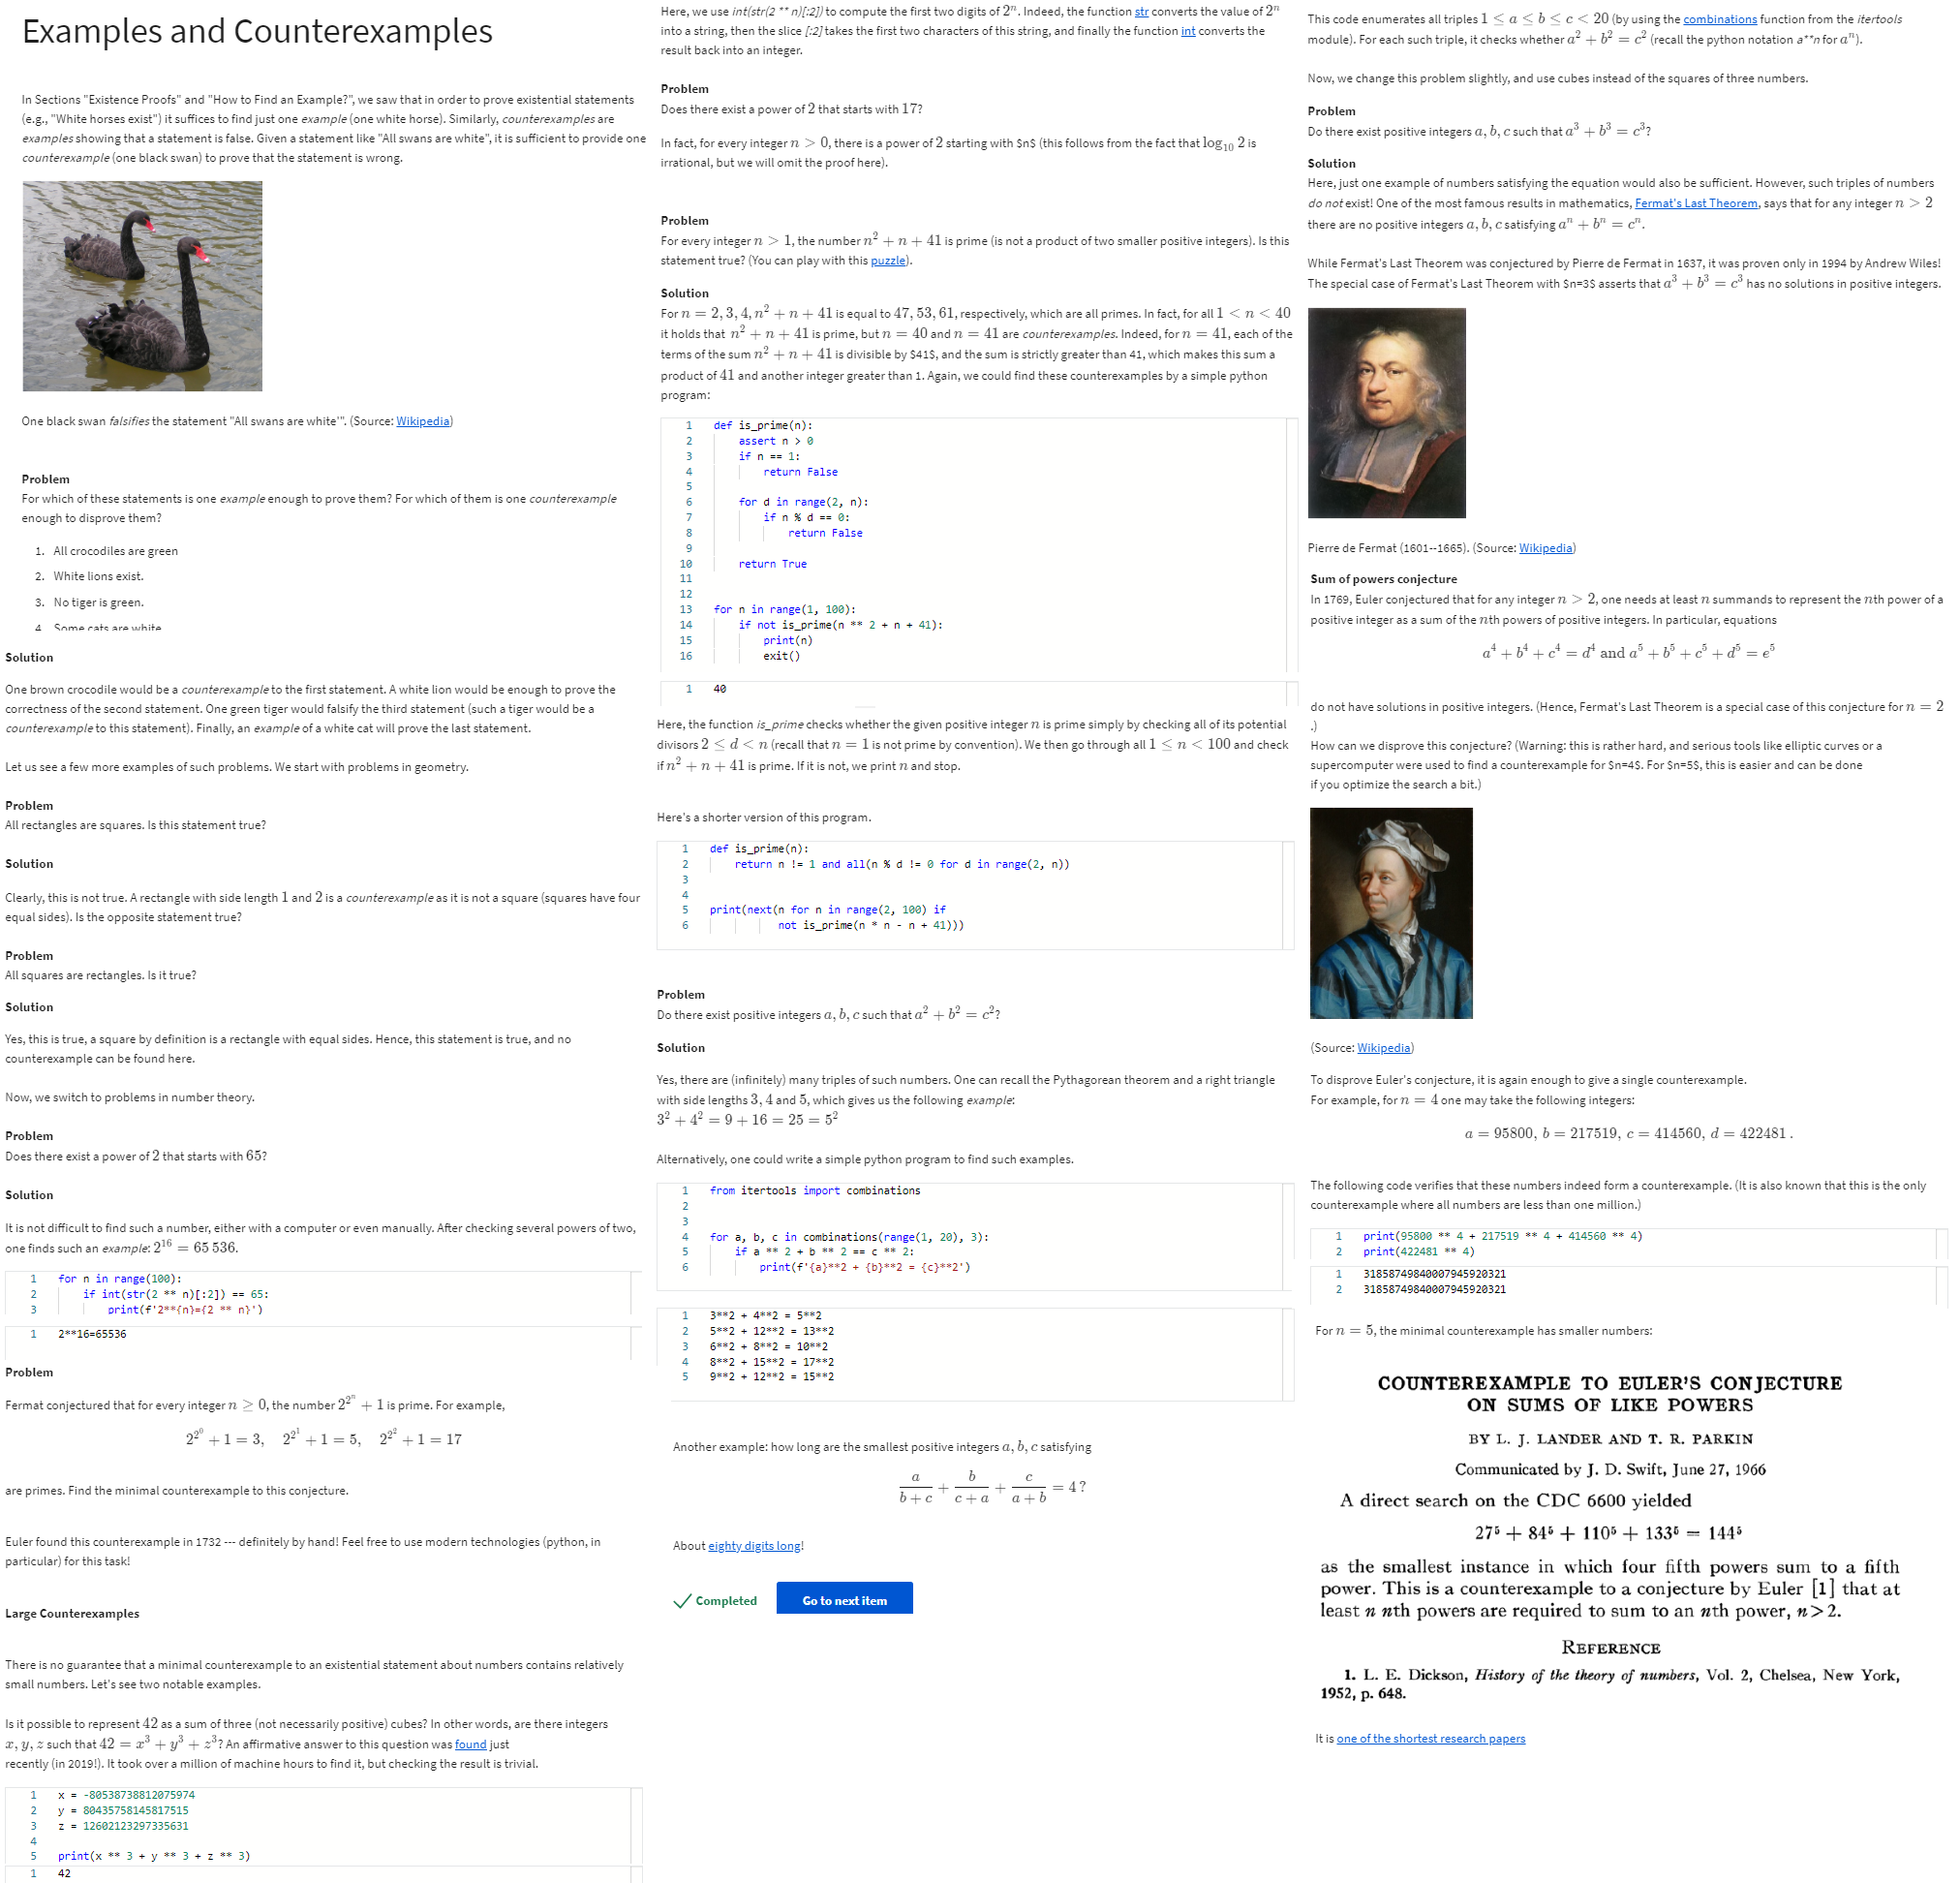 Examples and Counterexamples
In Sections "Existence Proofs" and "How to Find an Example?", we saw that in order to prove existential statements
(e.g., "White horses exist") it suffices to find just one example (one white horse). Similarly, counterexamples are
examples showing that a statement is false. Given a statement like "All swans are white", it is sufficient to provide one
counterexample (one black swan) to prove that the statement is wrong.
One black swan falsifies the statement "All swans are white'". (Source: Wikipedia)
Problem
For which of these statements is one example enough to prove them? For which of them is one counterexample
enough to disprove them?
1. All crocodiles are green
2. White lions exist.
3. No tiger is green.
4. Some cats are white
Solution
One brown crocodile would be a counterexample to the first statement. A white lion would be enough to prove the
correctness of the second statement. One green tiger would falsify the third statement (such a tiger would be a
counterexample to this statement). Finally, an example of a white cat will prove the last statement.
Let us see a few more examples of such problems. We start with problems in geometry.
Problem
All rectangles are squares. Is this statement true?
Solution
Clearly, this is not true. A rectangle with side length 1 and 2 is a counterexample as it is not a square (squares have four
equal sides). Is the opposite statement true?
Problem
All squares are rectangles. Is it true?
Solution
Yes, this is true, a square by definition is a rectangle with equal sides. Hence, this statement is true, and no
counterexample can be found here.
Now, we switch to problems in number theory.
Problem
Does there exist a power of 2 that starts with 65?
Solution
It is not difficult to find such a number, either with a computer or even manually. After checking several powers of two,
one finds such an example: 2^16 = 65 536.
1 for n in range(100):
2 if int(str(2 ** n)[:2]) == 65:
3 print(f'2**{n}={2 ** n}')
1 2**16=65536
Problem
Fermat conjectured that for every integer n ≥ 0, the number 2^2^n + 1 is prime. For example,
2^2^0 + 1 = 3, 2^2^1 + 1 = 5, 2^2^2 + 1 = 17
are primes. Find the minimal counterexample to this conjecture.
Euler found this counterexample in 1732 --- definitely by hand! Feel free to use modern technologies (python, in
particular) for this task!
Large Counterexamples
There is no guarantee that a minimal counterexample to an existential statement about numbers contains relatively
small numbers. Let's see two notable examples.
Is it possible to represent 42 as a sum of three (not necessarily positive) cubes? In other words, are there integers
x, y, z such that 42 = x³ + y³ + z³? An affirmative answer to this question was found just
recently (in 2019!). It took over a million of machine hours to find it, but checking the result is trivial.
1 x = -80538738812075974
2 y = 80435758145817515
3 z = 12602123297335631
4
5 print(x ** 3 + y ** 3 + z ** 3)
1 42
Here, we use int(str(2 ** n)[:2]) to compute the first two digits of 2^n. Indeed, the function str converts the value of 2^n
into a string, then the slice [:2] takes the first two characters of this string, and finally the function int converts the
result back into an integer.
Problem
Does there exist a power of 2 that starts with 17?
In fact, for every integer n > 0, there is a power of 2 starting with $n$ (this follows from the fact that log₁₀ 2 is
irrational, but we will omit the proof here).
Problem
For every integer n > 1, the number n² + n + 41 is prime (is not a product of two smaller positive integers). Is this
statement true? (You can play with this puzzle).
Solution
For n = 2, 3, 4, n² + n + 41 is equal to 47, 53, 61, respectively, which are all primes. In fact, for all 1 < n < 40
it holds that n² + n + 41 is prime, but n = 40 and n = 41 are counterexamples. Indeed, for n = 41, each of the
terms of the sum n² + n + 41 is divisible by $41$, and the sum is strictly greater than 41, which makes this sum a
product of 41 and another integer greater than 1. Again, we could find these counterexamples by a simple python
program:
1 def is_prime(n):
2 assert n > 0
3 if n == 1:
4 return False
5
6 for d in range(2, n):
7 if n % d == 0:
8 return False
9
10 return True
11
12
13 for n in range(1, 100):
14 if not is_prime(n ** 2 + n + 41):
15 print(n)
16 exit()
1 40
Here, the function is_prime checks whether the given positive integer n is prime simply by checking all of its potential
divisors 2 ≤ d < n (recall that n = 1 is not prime by convention). We then go through all 1 ≤ n < 100 and check
if n² + n + 41 is prime. If it is not, we print n and stop.
Here's a shorter version of this program.
1 def is_prime(n):
2 return n != 1 and all(n % d != 0 for d in range(2, n))
3
4
5 print(next(n for n in range(2, 100) if
6 not is_prime(n * n - n + 41)))
Problem
Do there exist positive integers a, b, c such that a² + b² = c²?
Solution
Yes, there are (infinitely) many triples of such numbers. One can recall the Pythagorean theorem and a right triangle
with side lengths 3, 4 and 5, which gives us the following example:
3² + 4² = 9 + 16 = 25 = 5²
Alternatively, one could write a simple python program to find such examples.
1 from itertools import combinations
2
3
4 for a, b, c in combinations(range(1, 20), 3):
5 if a ** 2 + b ** 2 == c ** 2:
6 print(f'{a}**2 + {b}**2 = {c}**2')
1 3**2 + 4**2 = 5**2
2 5**2 + 12**2 = 13**2
3 6**2 + 8**2 = 10**2
4 8**2 + 15**2 = 17**2
5 9**2 + 12**2 = 15**2
Another example: how long are the smallest positive integers a, b, c satisfying
a/(b + c) + b/(c + a) + c/(a + b) = 4 ?
About eighty digits long!
Completed Go to next item
This code enumerates all triples 1 ≤ a ≤ b ≤ c < 20 (by using the combinations function from the itertools
module). For each such triple, it checks whether a² + b² = c² (recall the python notation a**n for a^n).
Now, we change this problem slightly, and use cubes instead of the squares of three numbers.
Problem
Do there exist positive integers a, b, c such that a³ + b³ = c³?
Solution
Here, just one example of numbers satisfying the equation would also be sufficient. However, such triples of numbers
do not exist! One of the most famous results in mathematics, Fermat's Last Theorem, says that for any integer n > 2
there are no positive integers a, b, c satisfying a^n + b^n = c^n.
While Fermat's Last Theorem was conjectured by Pierre de Fermat in 1637, it was proven only in 1994 by Andrew Wiles!
The special case of Fermat's Last Theorem with $n=3$ asserts that a³ + b³ = c³ has no solutions in positive integers.
Pierre de Fermat (1601--1665). (Source: Wikipedia)
Sum of powers conjecture
In 1769, Euler conjectured that for any integer n > 2, one needs at least n summands to represent the nth power of a
positive integer as a sum of the nth powers of positive integers. In particular, equations
a⁴ + b⁴ + c⁴ = d⁴ and a⁵ + b⁵ + c⁵ + d⁵ = e⁵
do not have solutions in positive integers. (Hence, Fermat's Last Theorem is a special case of this conjecture for n = 2
.)
How can we disprove this conjecture? (Warning: this is rather hard, and serious tools like elliptic curves or a
supercomputer were used to find a counterexample for $n=4$. For $n=5$, this is easier and can be done
if you optimize the search a bit.)
(Source: Wikipedia)
To disprove Euler's conjecture, it is again enough to give a single counterexample.
For example, for n = 4 one may take the following integers:
a = 95800, b = 217519, c = 414560, d = 422481 .
The following code verifies that these numbers indeed form a counterexample. (It is also known that this is the only
counterexample where all numbers are less than one million.)
1 print(95800 ** 4 + 217519 ** 4 + 414560 ** 4)
2 print(422481 ** 4)
1 31858749840007945920321
2 31858749840007945920321
For n = 5, the minimal counterexample has smaller numbers:
COUNTEREXAMPLE TO EULER'S CONJECTURE
ON SUMS OF LIKE POWERS
BY L. J. LANDER AND T. R. PARKIN
Communicated by J. D. Swift, June 27, 1966
A direct search on the CDC 6600 yielded
27⁵ + 84⁵ + 110⁵ + 133⁵ = 144⁵
as the smallest instance in which four fifth powers sum to a fifth
power. This is a counterexample to a conjecture by Euler [1] that at
least n nth powers are required to sum to an nth power, n>2.
REFERENCE
1. L. E. Dickson, History of the theory of numbers, Vol. 2, Chelsea, New York,
1952, p. 648.
It is one of the shortest research papers